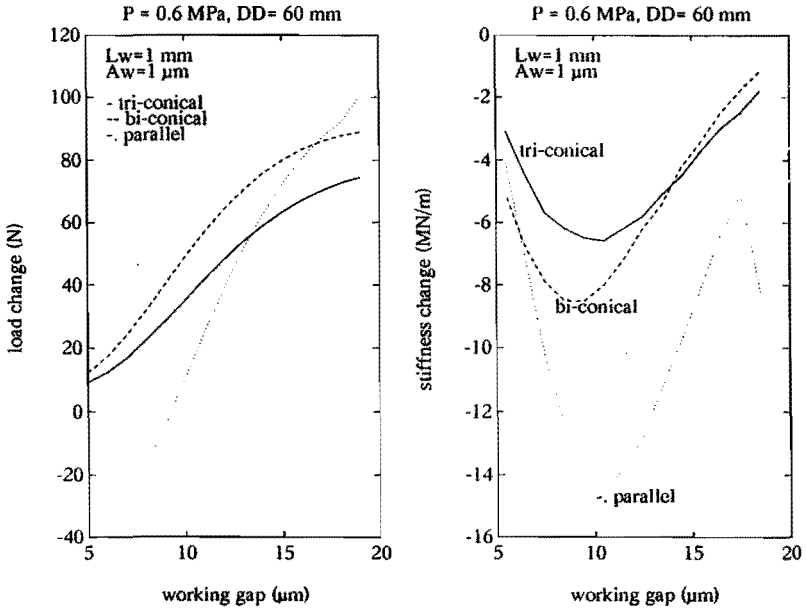 P = 0.6 MPa, DD= 60 mm
120
100
80
60
40
20
0
-20
-40
Lw=1 mm
Aw=1 µm
- tri-conical
-- bi-conical
-. parallel
load change (N)
5
10
15
20
working gap (µm)
P = 0.6 MPa, DD= 60 mm
0
-2
-4
-6
-8
-10
-12
-14
-16
Lw=1 mm
Aw=1 µm
tri-conical
bi-conical
-. parallel
stiffness change (MN/m)
5
10
15
20
working gap (µm)